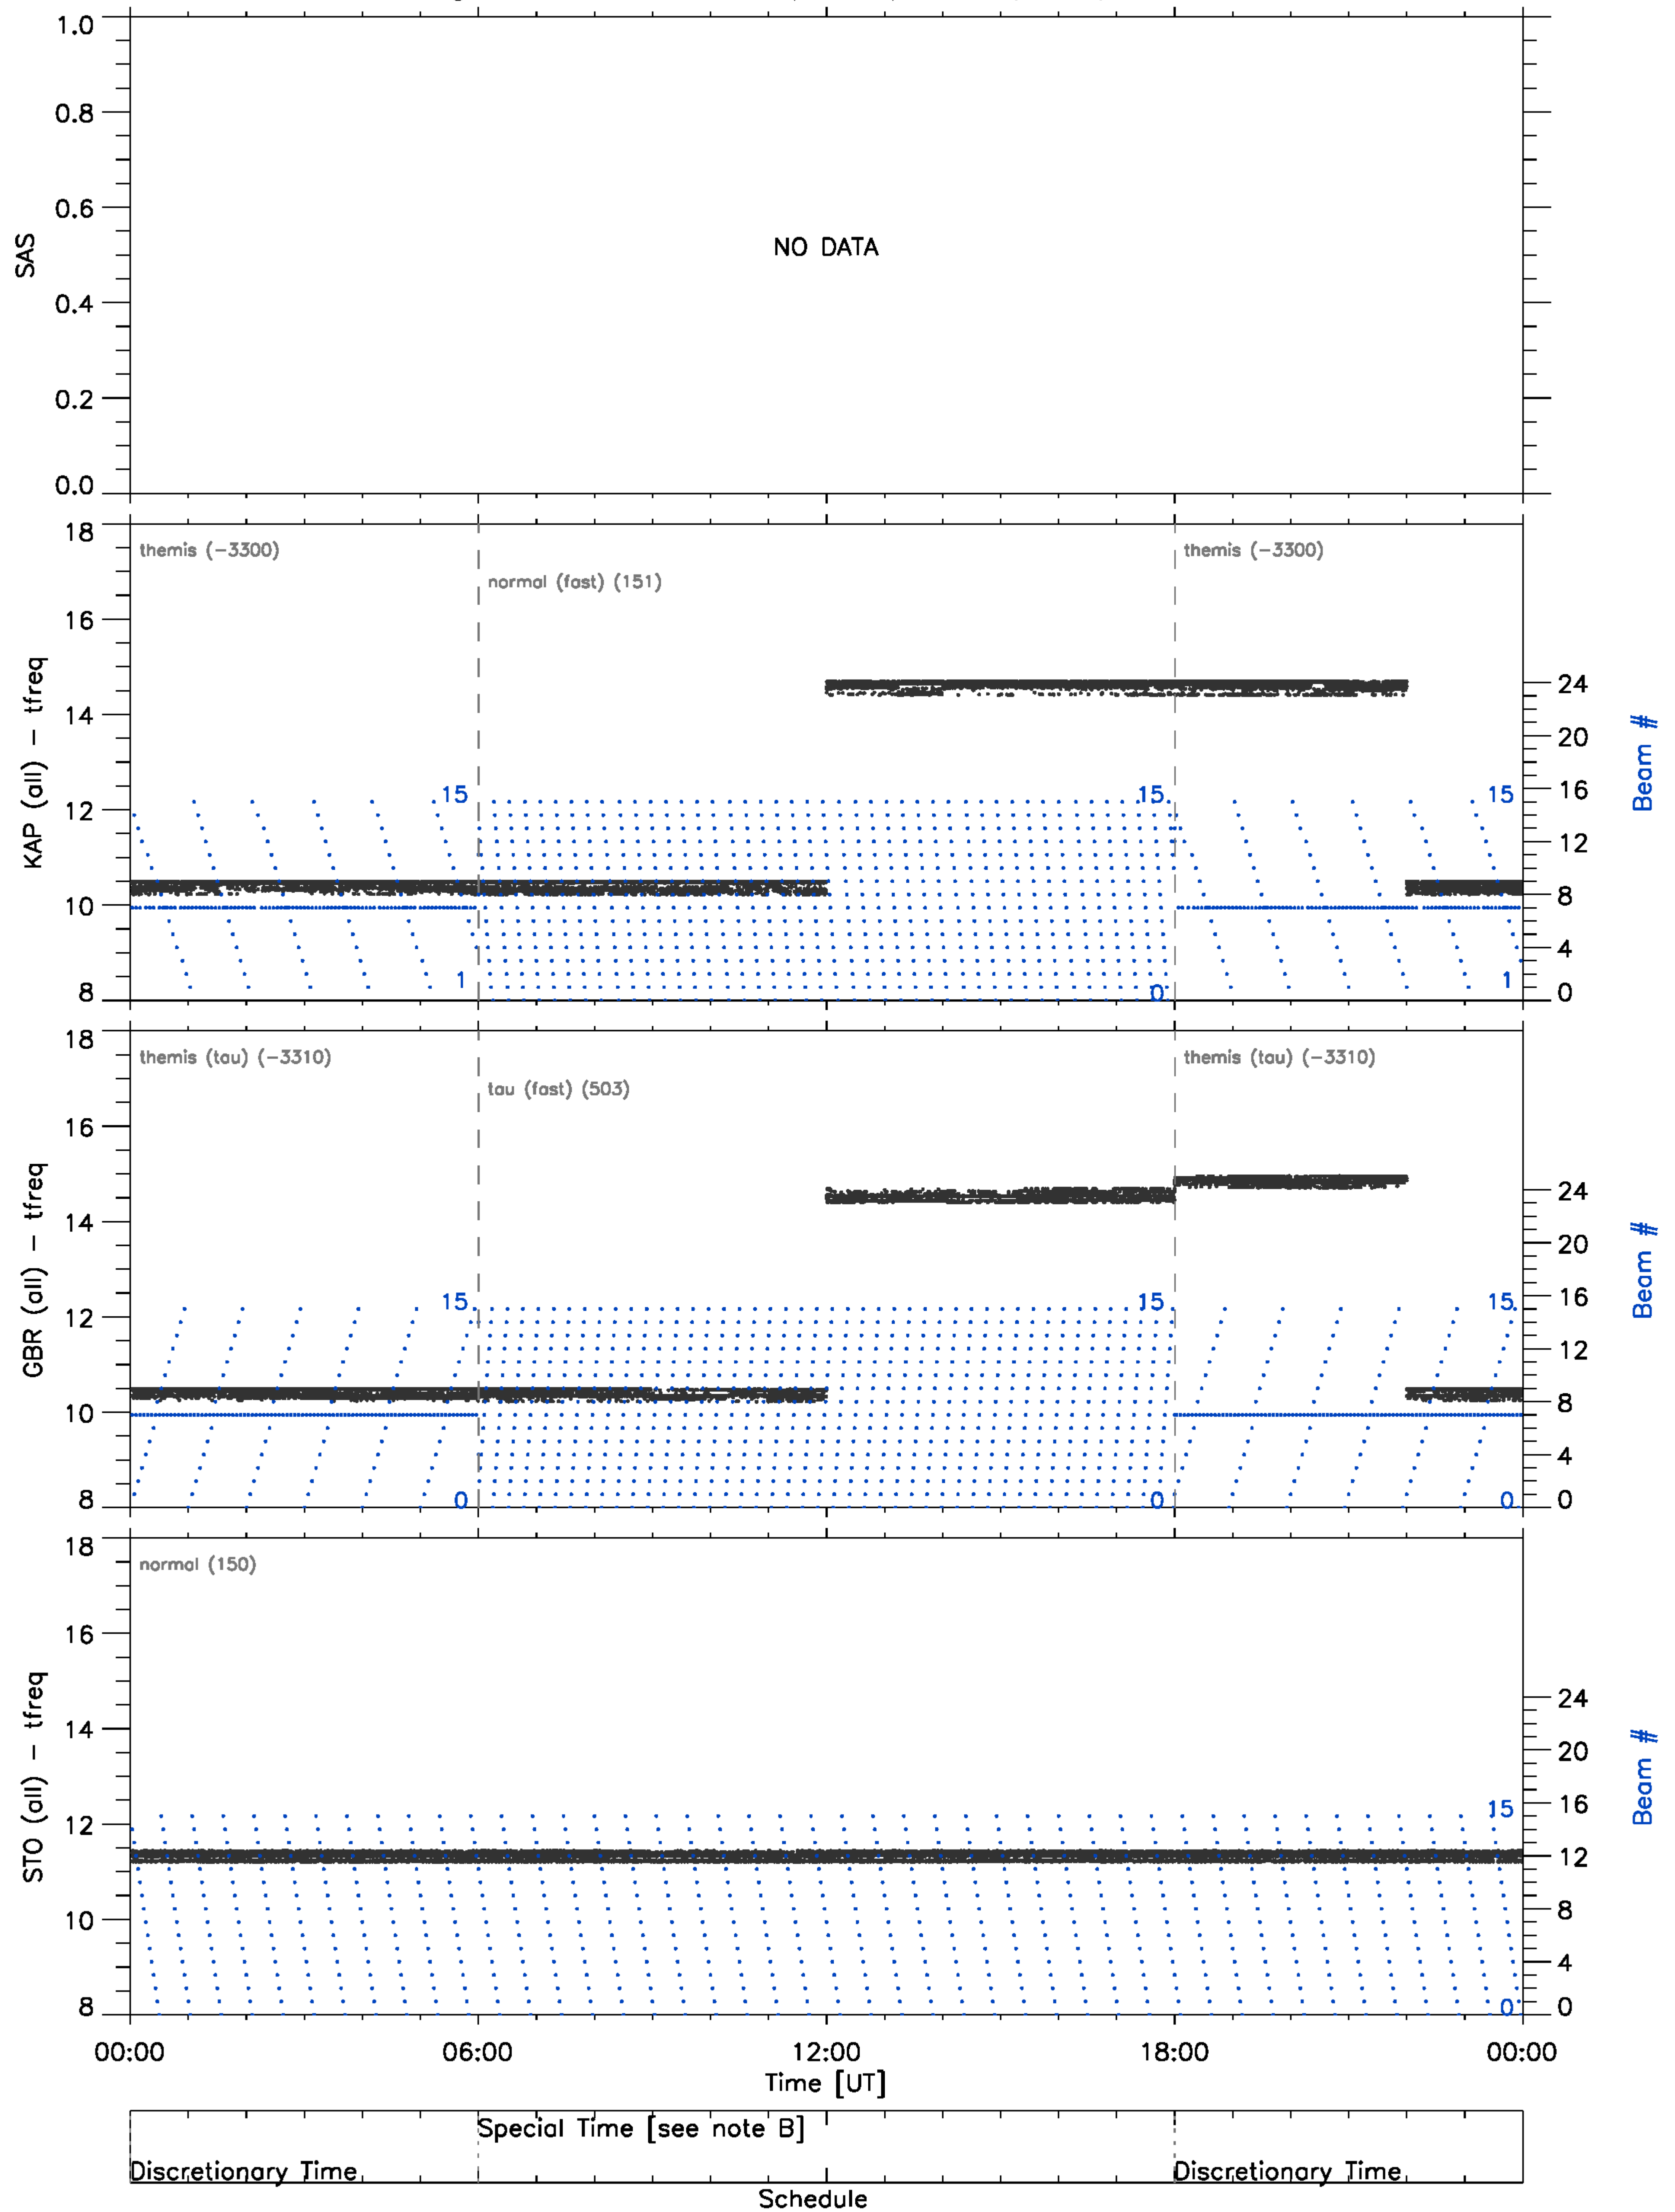 1.0
0.8
0.6
0.4
0.2
0.0
SAS
NO DATA
18
16
14
12
10
8
KAP (all) – tfreq
themis (−3300)
normal (fast) (151)
themis (−3300)
15
15
15
1
0
1
24
20
16
12
8
4
0
Beam #
18
16
14
12
10
8
GBR (all) – tfreq
themis (tau) (−3310)
tau (fast) (503)
themis (tau) (−3310)
15
15
15
0
0
0
24
20
16
12
8
4
0
Beam #
18
16
14
12
10
8
STO (all) – tfreq
normal (150)
15
0
24
20
16
12
8
4
0
Beam #
00:00 06:00 12:00 18:00 00:00
Time [UT]
Special Time [see note B]
Discretionary Time
Discretionary Time
Schedule